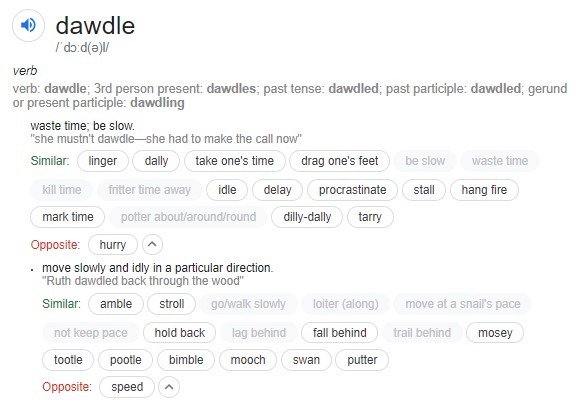 dawdle
/ˈdɔːd(ə)l/
verb
verb: dawdle; 3rd person present: dawdles; past tense: dawdled; past participle: dawdled; gerund
or present participle: dawdling
waste time; be slow.
"she mustn't dawdle—she had to make the call now"
Similar: linger dally take one's time drag one's feet be slow waste time
kill time fritter time away idle delay procrastinate stall hang fire
mark time potter about/around/round dilly-dally tarry
Opposite: hurry
• move slowly and idly in a particular direction.
"Ruth dawdled back through the wood"
Similar: amble stroll go/walk slowly loiter (along) move at a snail's pace
not keep pace hold back lag behind fall behind trail behind mosey
tootle pootle bimble mooch swan putter
Opposite: speed